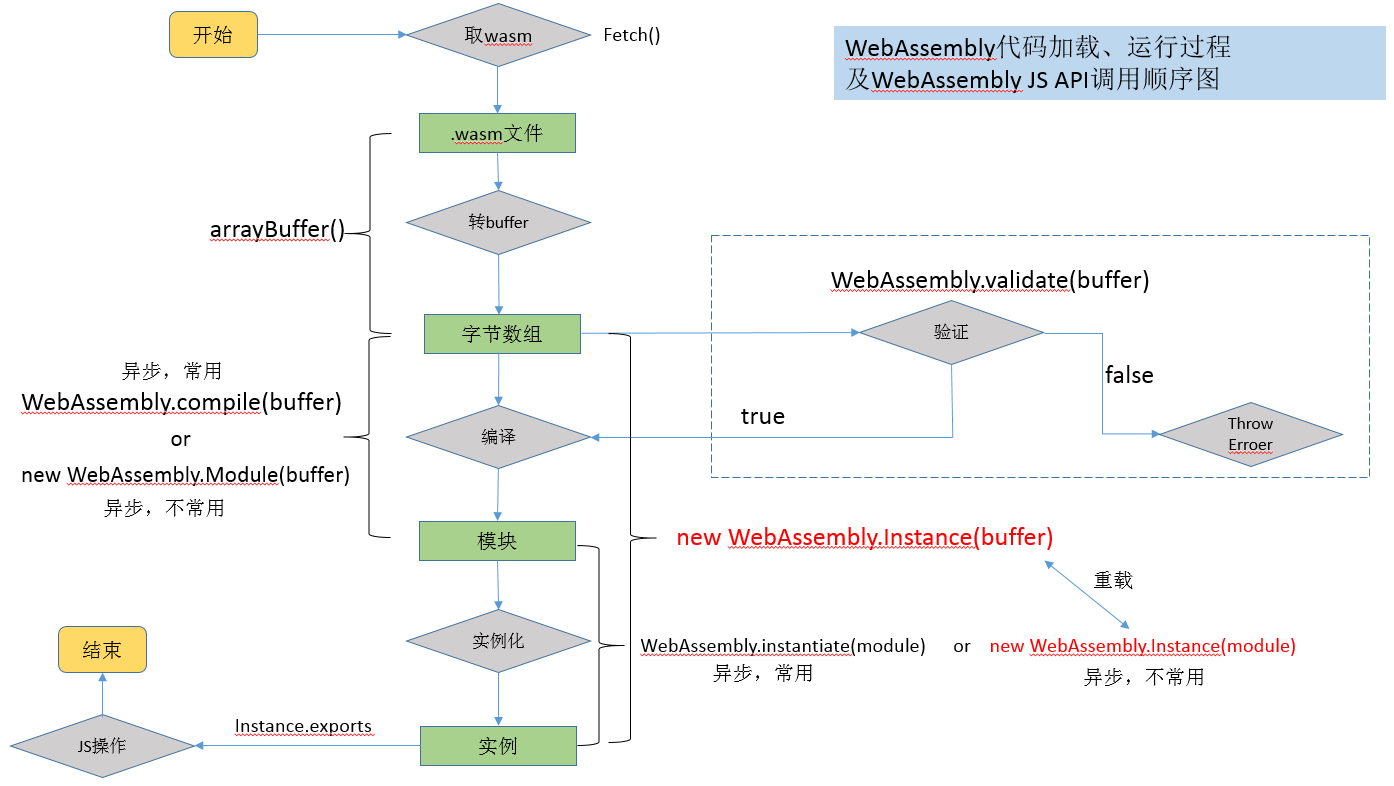 开始
取wasm
Fetch()
WebAssembly代码加载、运行过程
及WebAssembly JS API调用顺序图
.wasm文件
转buffer
arrayBuffer()
WebAssembly.validate(buffer)
字节数组
验证
异步，常用
WebAssembly.compile(buffer)
or
new WebAssembly.Module(buffer)
异步，不常用
false
true
编译
Throw
Erroer
模块
new WebAssembly.Instance(buffer)
重载
实例化
WebAssembly.instantiate(module)
异步，常用
or
new WebAssembly.Instance(module)
异步，不常用
结束
Instance.exports
JS操作
实例